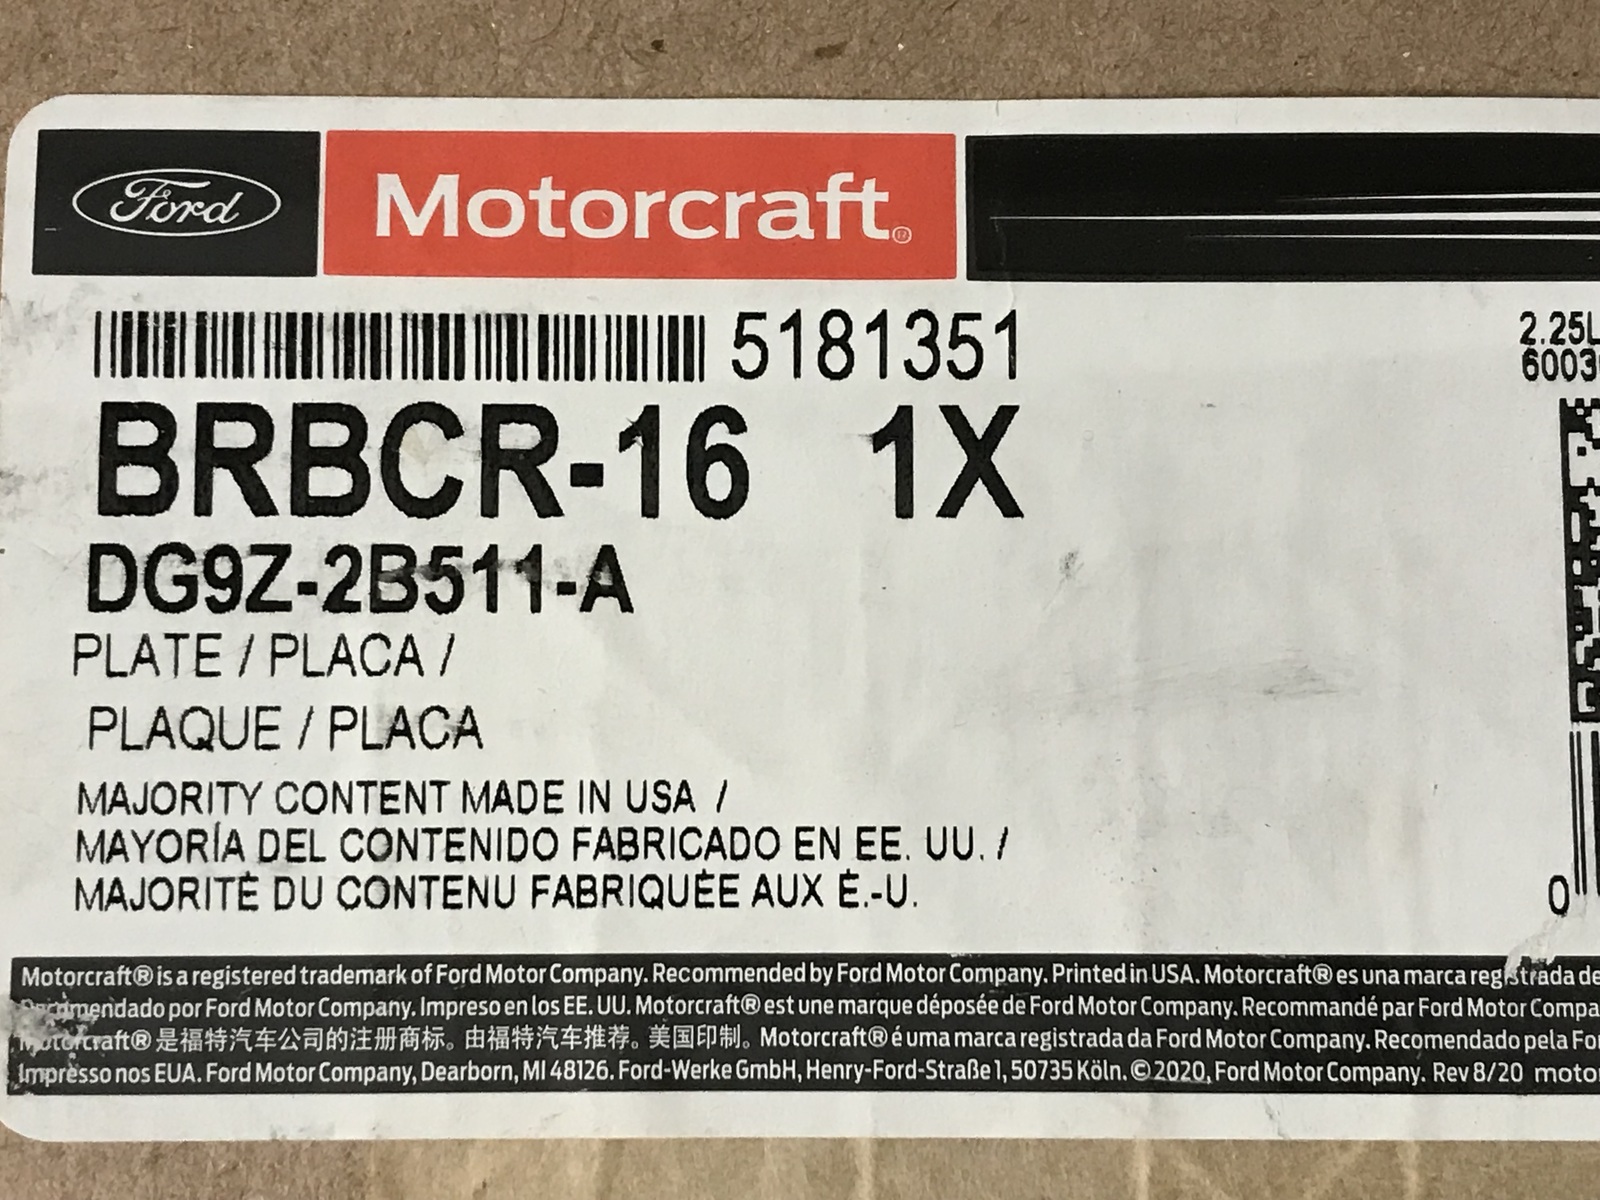 Ford
Motorcraft®
5181351
2.25L
6003
BRBCR-16 1X
DG9Z-2B511-A
PLATE / PLACA /
PLAQUE / PLACA
MAJORITY CONTENT MADE IN USA /
MAYORÍA DEL CONTENIDO FABRICADO EN EE. UU. /
MAJORITÉ DU CONTENU FABRIQUÉE AUX É.-U.
0
Motorcraft® is a registered trademark of Ford Motor Company. Recommended by Ford Motor Company. Printed in USA. Motorcraft® es una marca registrada de
Recomendado por Ford Motor Company. Impreso en los EE. UU. Motorcraft® est une marque déposée de Ford Motor Company. Recommandé par Ford Motor Compa
Motorcraft® 是福特汽车公司的注册商标。由福特汽车推荐。美国印制。 Motorcraft® é uma marca registrada da Ford Motor Company. Recomendado pela Fo
Impresso nos EUA. Ford Motor Company, Dearborn, MI 48126. Ford-Werke GmbH, Henry-Ford-Straße 1, 50735 Köln. © 2020, Ford Motor Company. Rev 8/20 motor